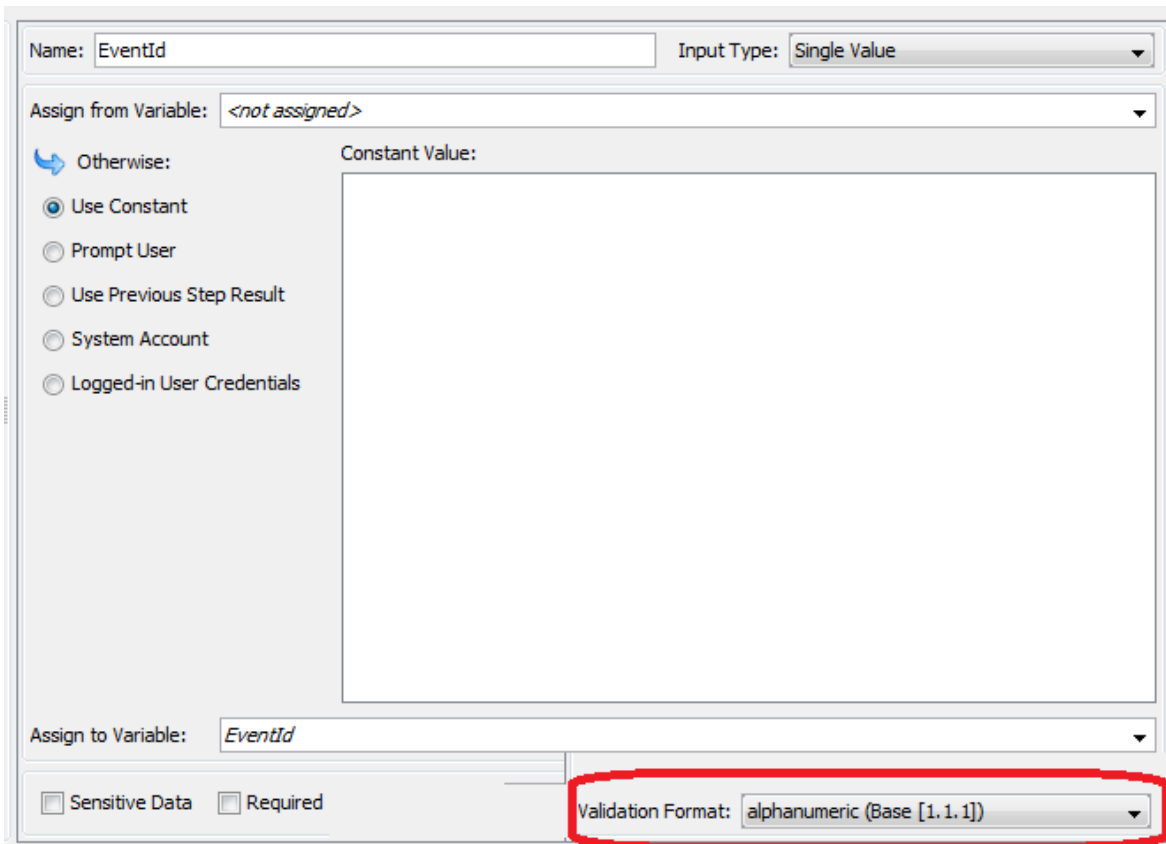 Name: EventId Input Type: Single Value
Assign from Variable: <not assigned>
Otherwise: Constant Value:
Use Constant
Prompt User
Use Previous Step Result
System Account
Logged-in User Credentials
Assign to Variable: EventId
Sensitive Data Required Validation Format: alphanumeric (Base [1.1.1])